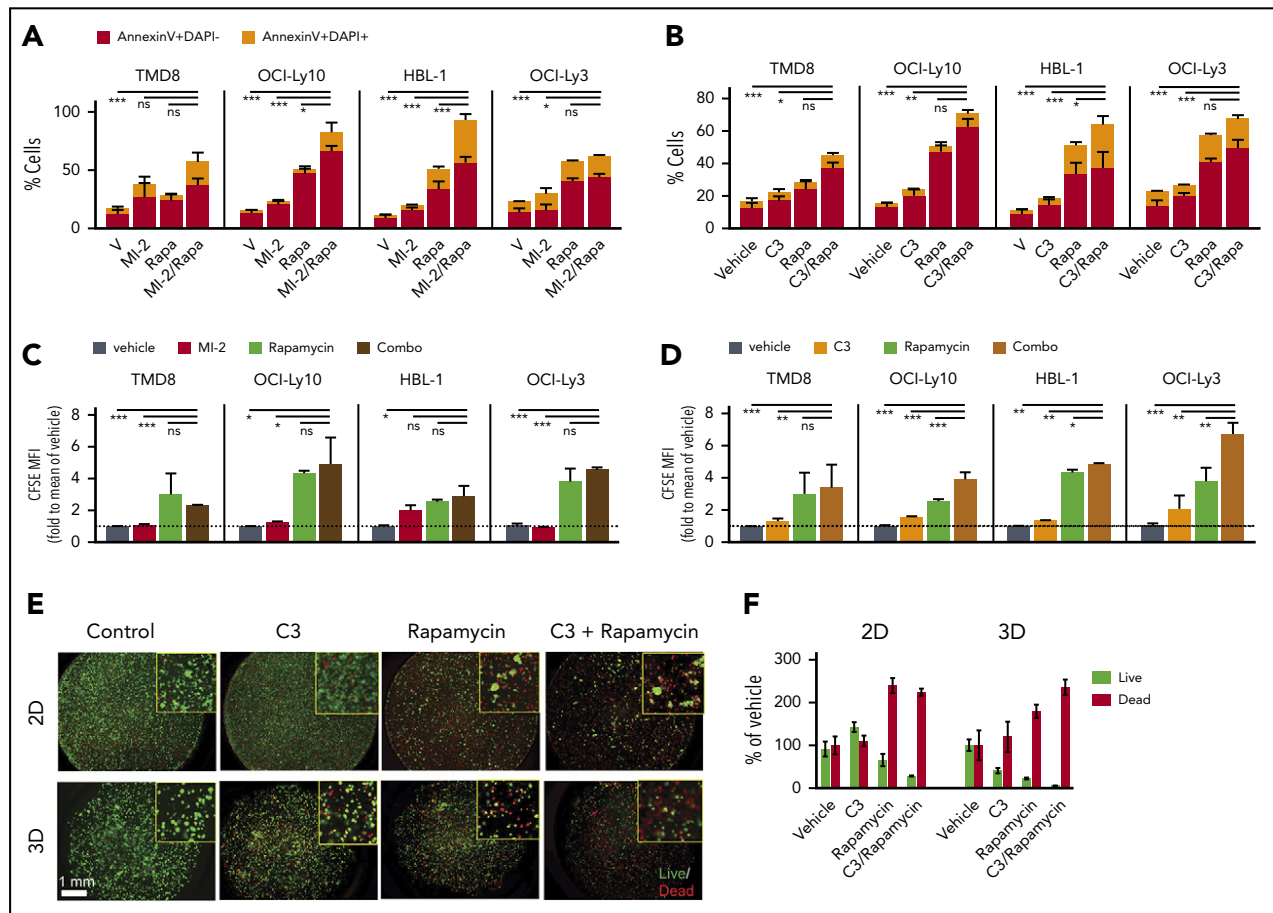 A
AnnexinV+DAPI-
AnnexinV+DAPI+
TMD8
OCI-Ly10
HBL-1
OCI-Ly3
*** ns ns
*** *** *
*** *** ***
*** * ns
% Cells
100
50
0
V MI-2 Rapa MI-2/Rapa
V MI-2 Rapa MI-2/Rapa
V MI-2 Rapa MI-2/Rapa
V MI-2 Rapa MI-2/Rapa
B
TMD8
OCI-Ly10
HBL-1
OCI-Ly3
*** * ns
*** ** ns
*** *** *
*** *** ns
% Cells
80
60
40
20
0
Vehicle C3 Rapa C3/Rapa
Vehicle C3 Rapa C3/Rapa
V C3 Rapa C3/Rapa
Vehicle C3 Rapa C3/Rapa
C
vehicle
MI-2
Rapamycin
Combo
TMD8
OCI-Ly10
HBL-1
OCI-Ly3
*** *** ns
* * ns
* ns ns
*** *** ns
CFSE MFI
(fold to mean of vehicle)
8
6
4
2
0
D
vehicle
C3
Rapamycin
Combo
TMD8
OCI-Ly10
HBL-1
OCI-Ly3
*** ** ns
*** *** ***
** ** *
*** ** **
CFSE MFI
(fold to mean of vehicle)
8
6
4
2
0
E
Control
C3
Rapamycin
C3 + Rapamycin
2D
3D
1 mm
Live/
Dead
F
2D
3D
Live
Dead
% of vehicle
300
200
100
0
Vehicle C3 Rapamycin C3/Rapamycin
Vehicle C3 Rapamycin C3/Rapamycin